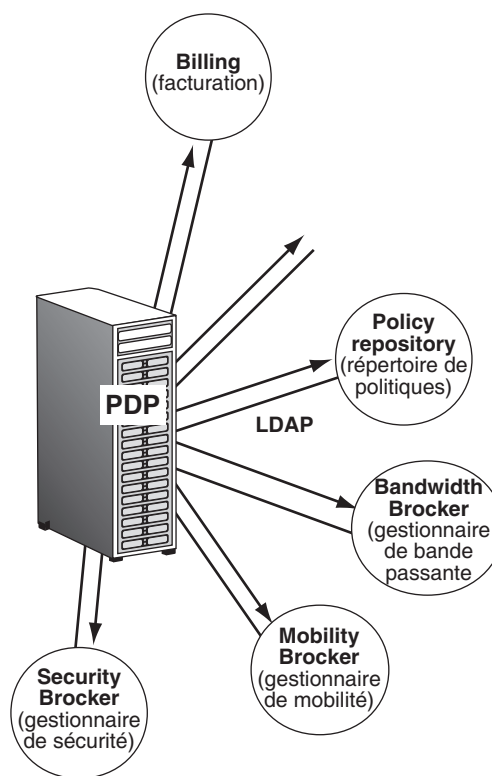 Billing
(facturation)
Policy
repository
(répertoire de
politiques)
PDP
LDAP
Bandwidth
Brocker
(gestionnaire
de bande
passante
Mobility
Brocker
(gestionnaire
de mobilité)
Security
Brocker
(gestionnaire
de sécurité)